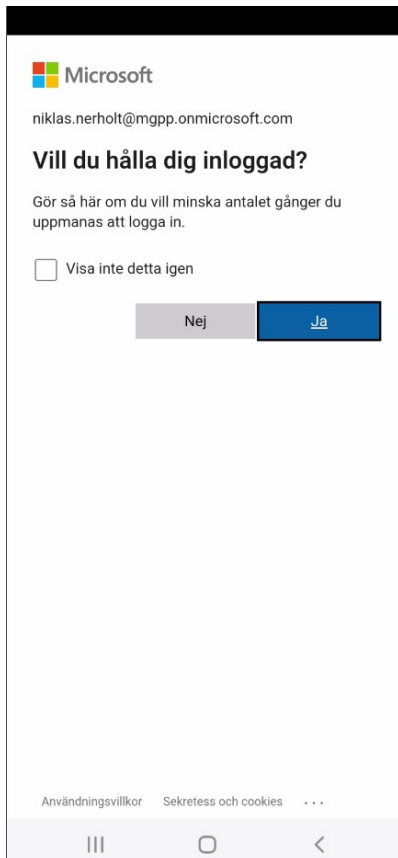 Microsoft
niklas.nerholt@mgpp.onmicrosoft.com
Vill du hålla dig inloggad?
Gör så här om du vill minska antalet gånger du
uppmanas att logga in.
Visa inte detta igen
Nej Ja
Användningsvillkor Sekretess och cookies ...